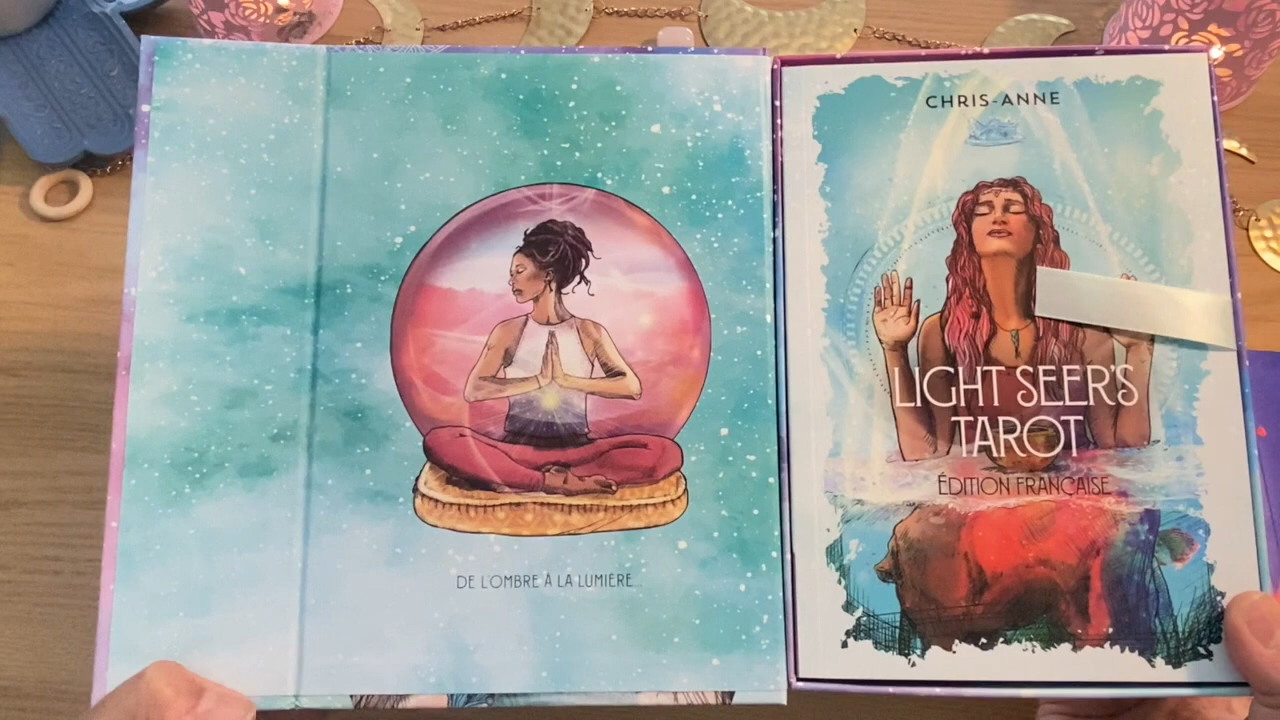 DE L'OMBRE À LA LUMIÈRE...
CHRIS-ANNE
LIGHT SEER'S
TAROT
ÉDITION FRANÇAISE